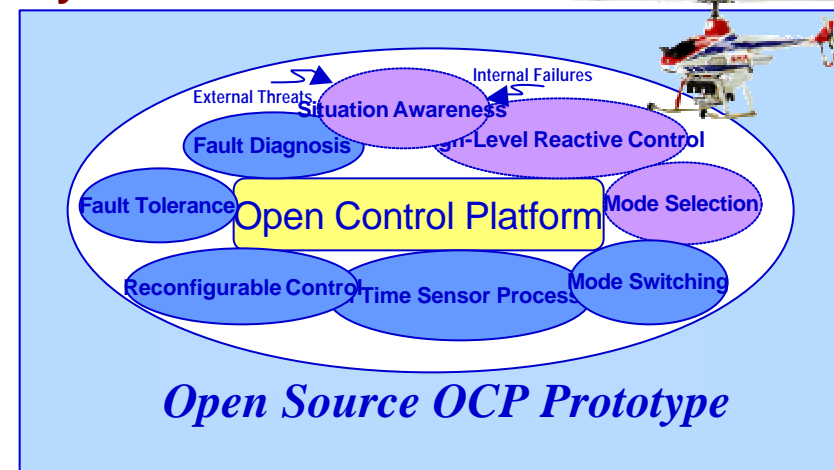 External Threats
Internal Failures
Situation Awareness
Fault Diagnosis
-Level Reactive Control
Fault Tolerance
Open Control Platform
Mode Selection
Reconfigurable Control
Time Sensor
Mode Switching
Open Source OCP Prototype